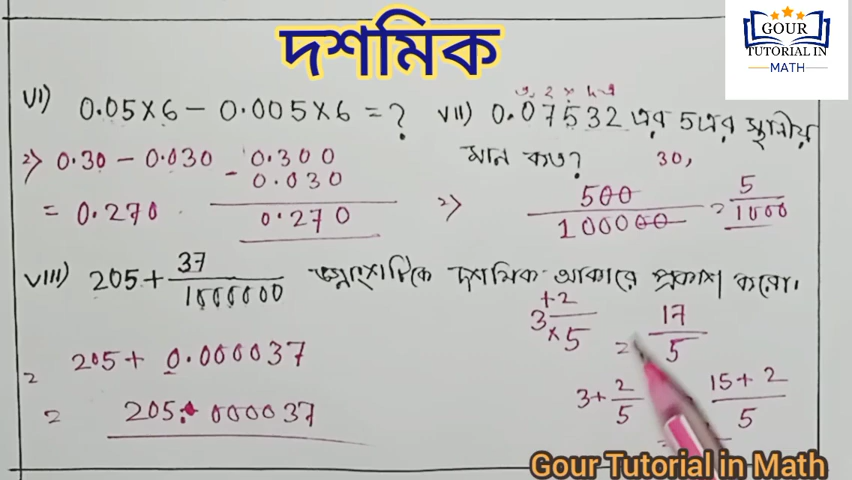 দশমিক
GOUR
TUTORIAL IN
MATH
VI) 0.05×6 − 0.005×6 = ?
⇒ 0.30 − 0.030
= 0.270
0.300
- 0.030
0.270
VII) 0.07532 এর 5এর স্থানীয়
মান কত?
30,
⇒ 500/100000 = 5/1000
VIII) 205 + 37/1000000 ভগ্নাংশটিকে দশমিক আকারে প্রকাশ করো।
= 205 + 0.000037
= 205.000037
3 +2/×5 = 17/5
3 + 2/5
15+2/5
Gour Tutorial in Math